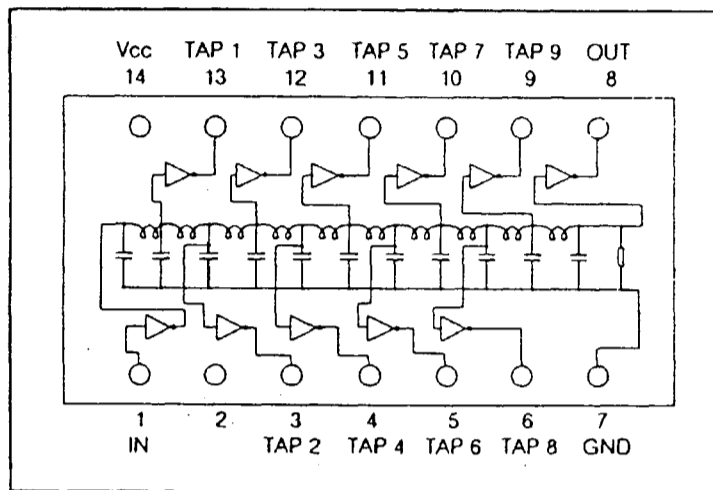 Vcc TAP 1 TAP 3 TAP 5 TAP 7 TAP 9 OUT
14 13 12 11 10 9 8
1 2 3 4 5 6 7
IN TAP 2 TAP 4 TAP 6 TAP 8 GND